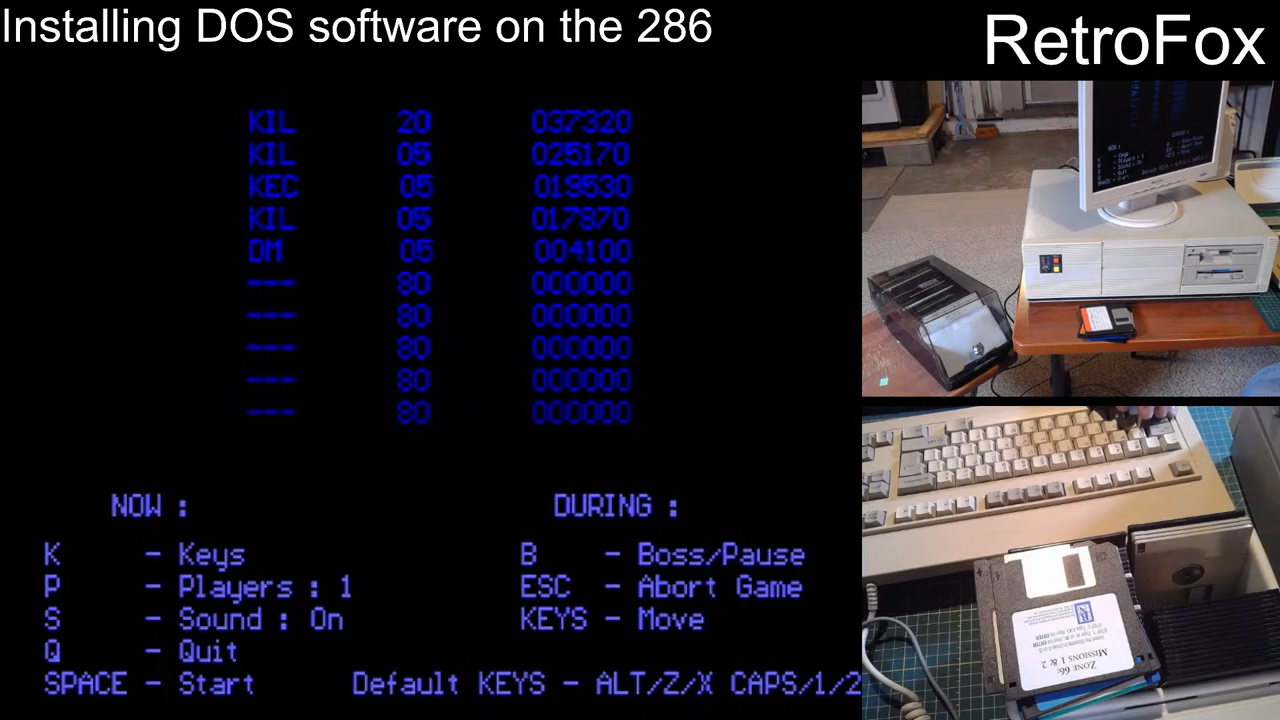 Installing DOS software on the 286
RetroFox
KIL 20 037320
KIL 05 025170
KEC 05 019530
KIL 05 017870
DM 05 004100
--- 80 000000
--- 80 000000
--- 80 000000
--- 80 000000
--- 80 000000
NOW : DURING :
K - Keys B - Boss/Pause
P - Players : 1 ESC - Abort Game
S - Sound : On KEYS - Move
Q - Quit
SPACE - Start Default KEYS - ALT/Z/X CAPS/1/2
ZONE 66:
MISSIONS 1 & 2